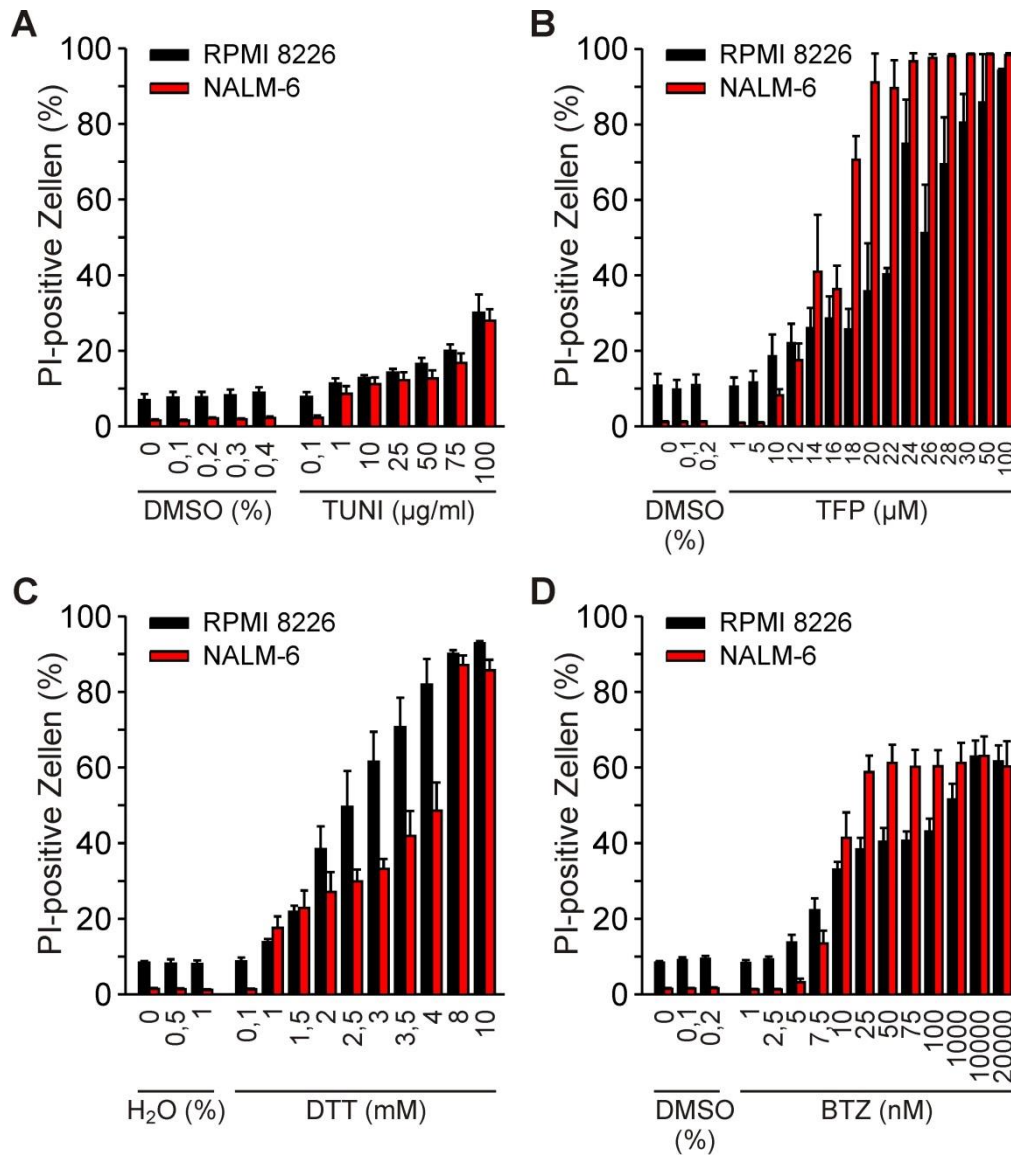 A
PI-positive Zellen (%)
100
80
60
40
20
0
RPMI 8226
NALM-6
0 0,1 0,2 0,3 0,4 0,1 1 10 25 50 75 100
DMSO (%) TUNI (µg/ml)
B
PI-positive Zellen (%)
100
80
60
40
20
0
RPMI 8226
NALM-6
0 0,1 0,2 1 5 10 12 14 16 18 20 22 24 26 28 30 50 100
DMSO (%)
TFP (µM)
C
PI-positive Zellen (%)
100
80
60
40
20
0
RPMI 8226
NALM-6
0 0,5 1 0,1 1 1,5 2 2,5 3 3,5 4 8 10
H₂O (%) DTT (mM)
D
PI-positive Zellen (%)
100
80
60
40
20
0
RPMI 8226
NALM-6
0 0,1 0,2 1 2,5 5 7,5 10 25 50 75 100 1000 10000 20000
DMSO (%)
BTZ (nM)